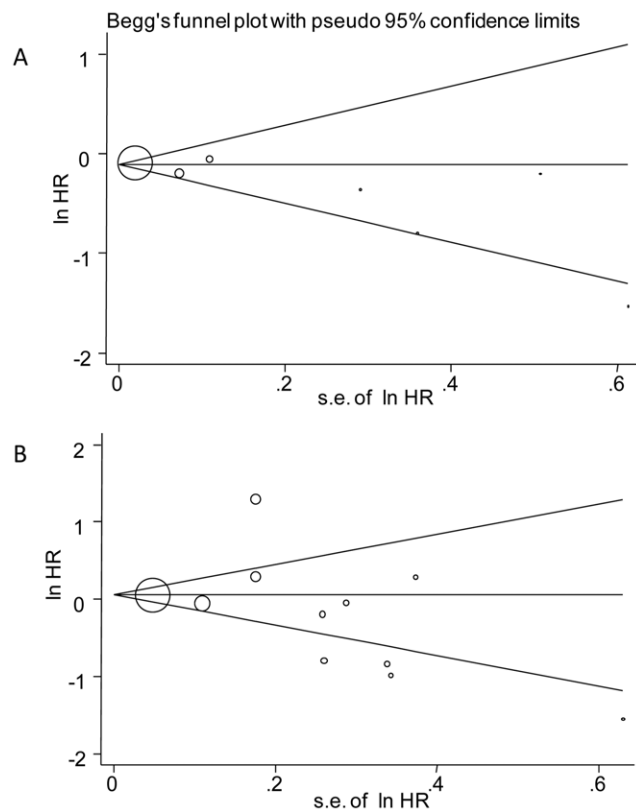 Begg's funnel plot with pseudo 95% confidence limits
A
1
0
-1
-2
ln HR
0 .2 .4 .6
s.e. of ln HR
B
2
1
0
-1
-2
ln HR
0 .2 .4 .6
s.e. of ln HR